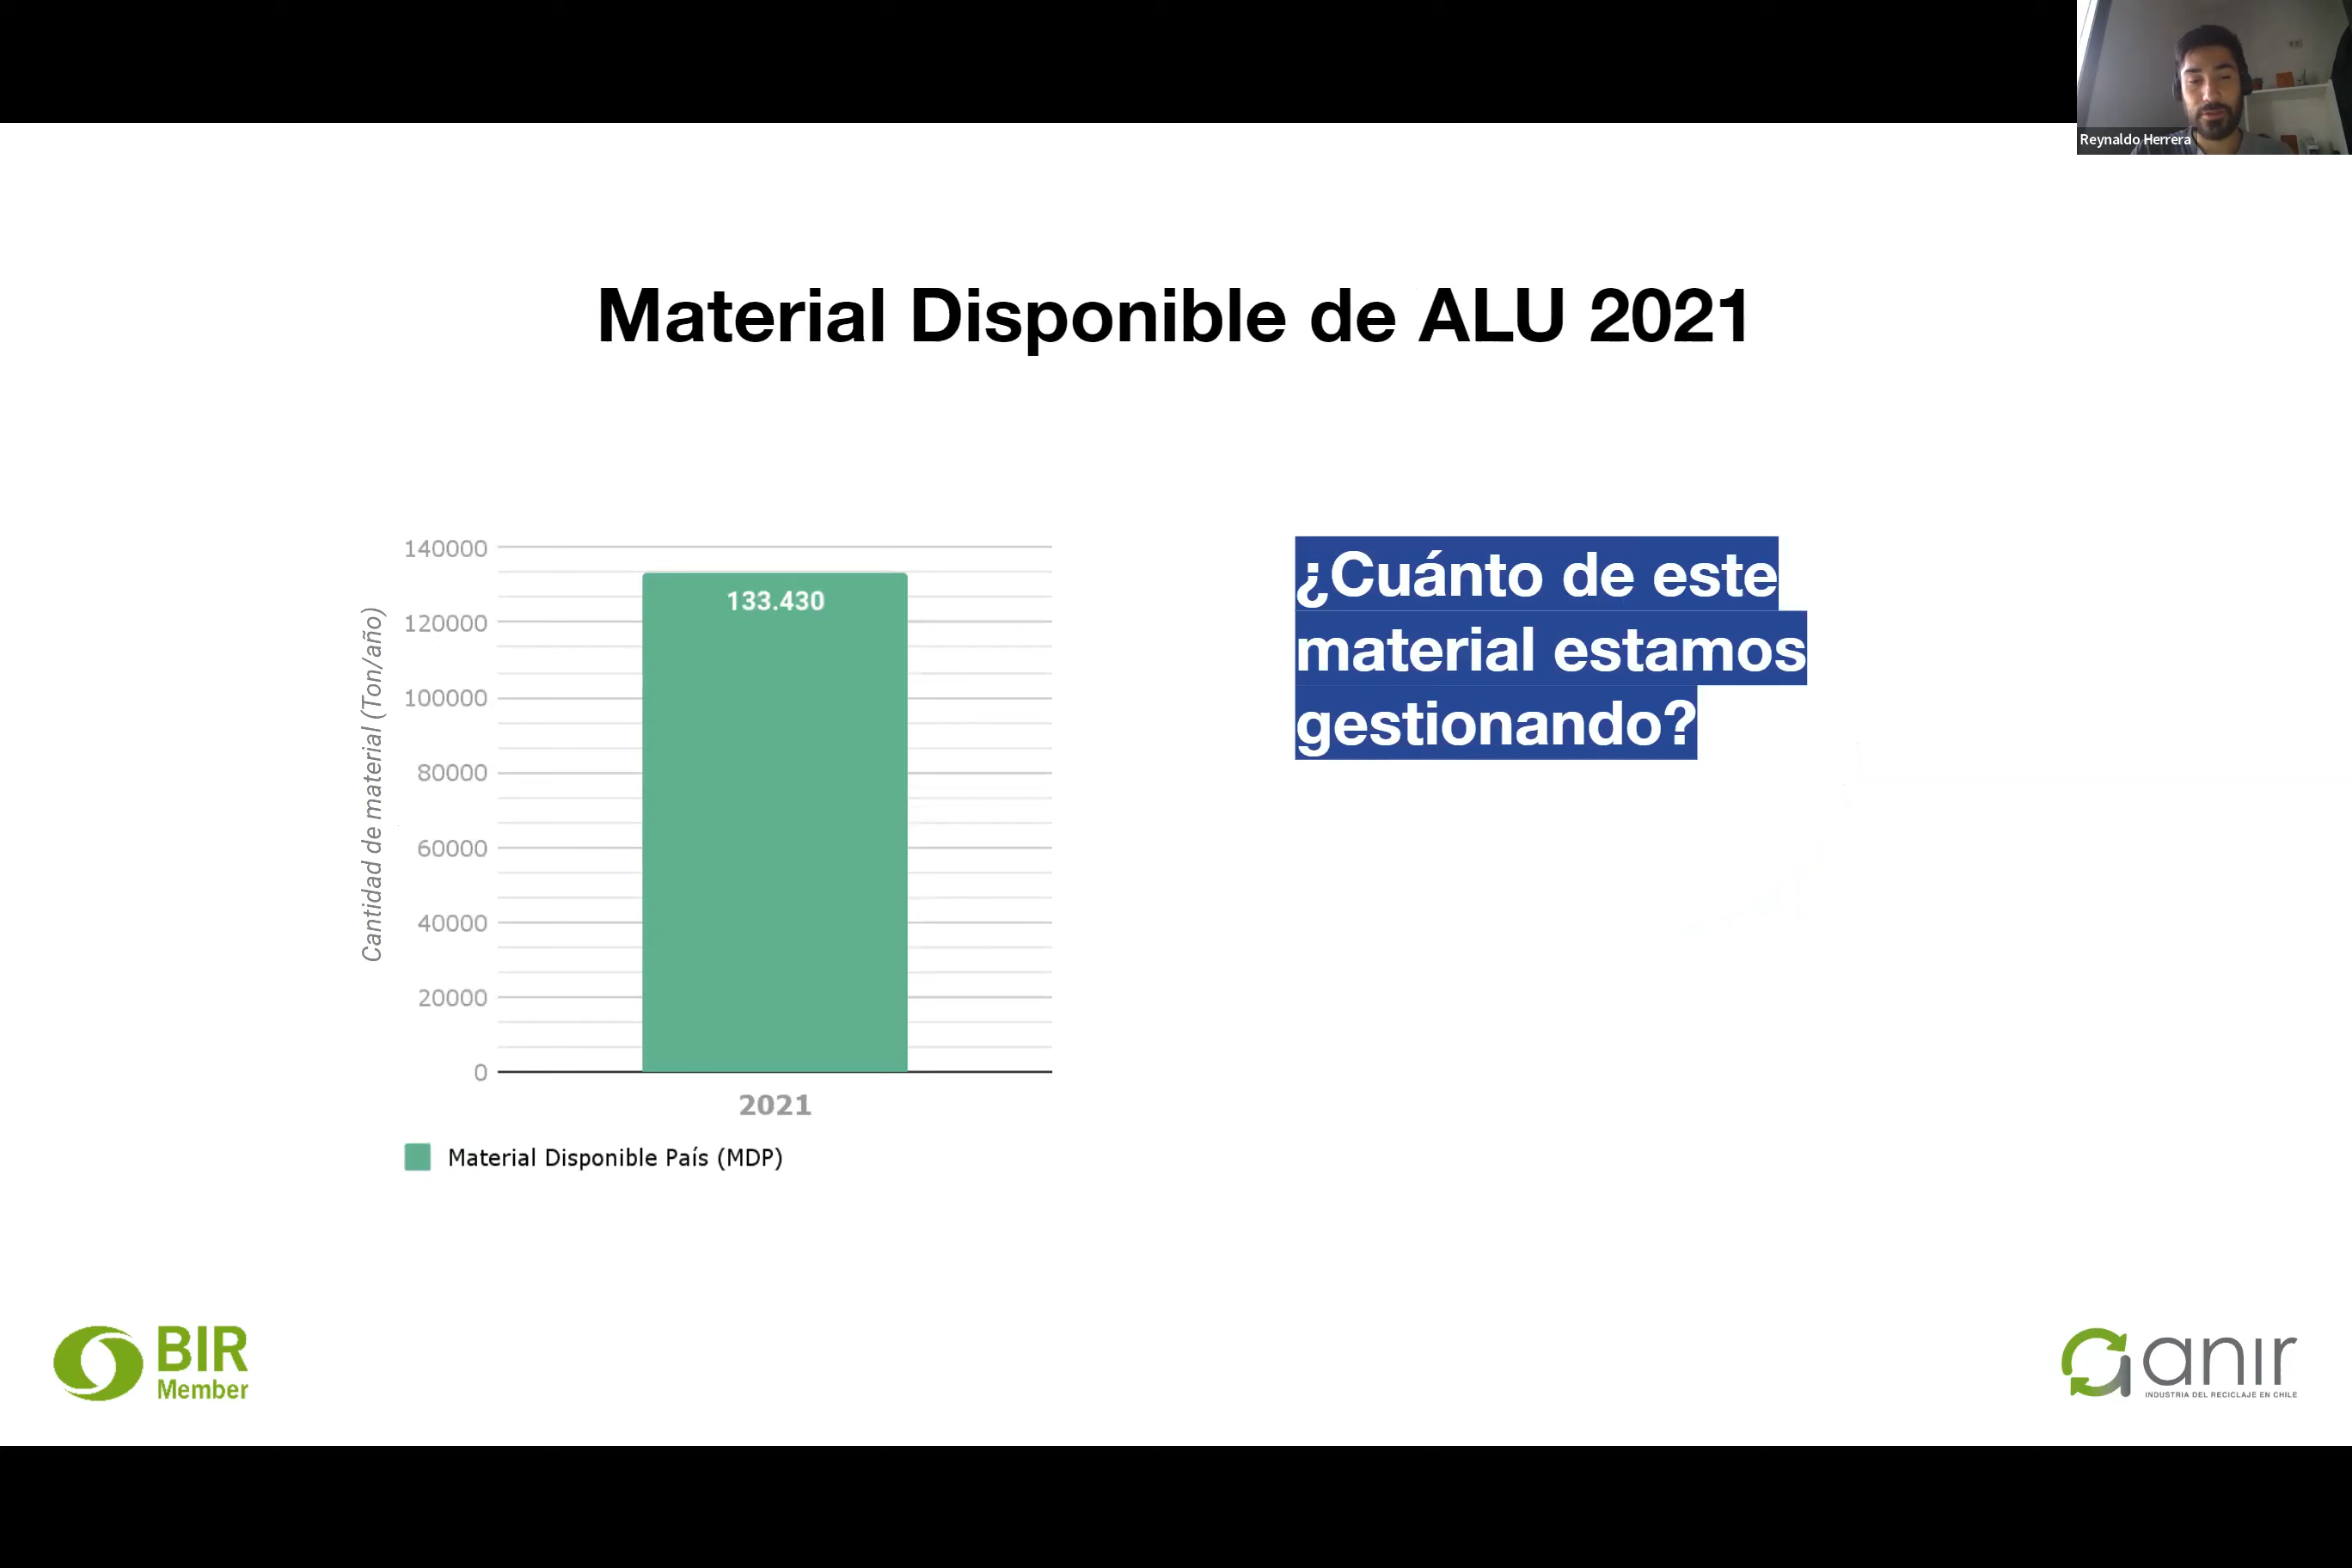 Reynaldo Herrera
Material Disponible de ALU 2021
Cantidad de material (Ton/año)
140000
120000
100000
80000
60000
40000
20000
0
133.430
2021
Material Disponible País (MDP)
¿Cuánto de este
material estamos
gestionando?
BIR
Member
anir
INDUSTRIA DEL RECICLAJE EN CHILE